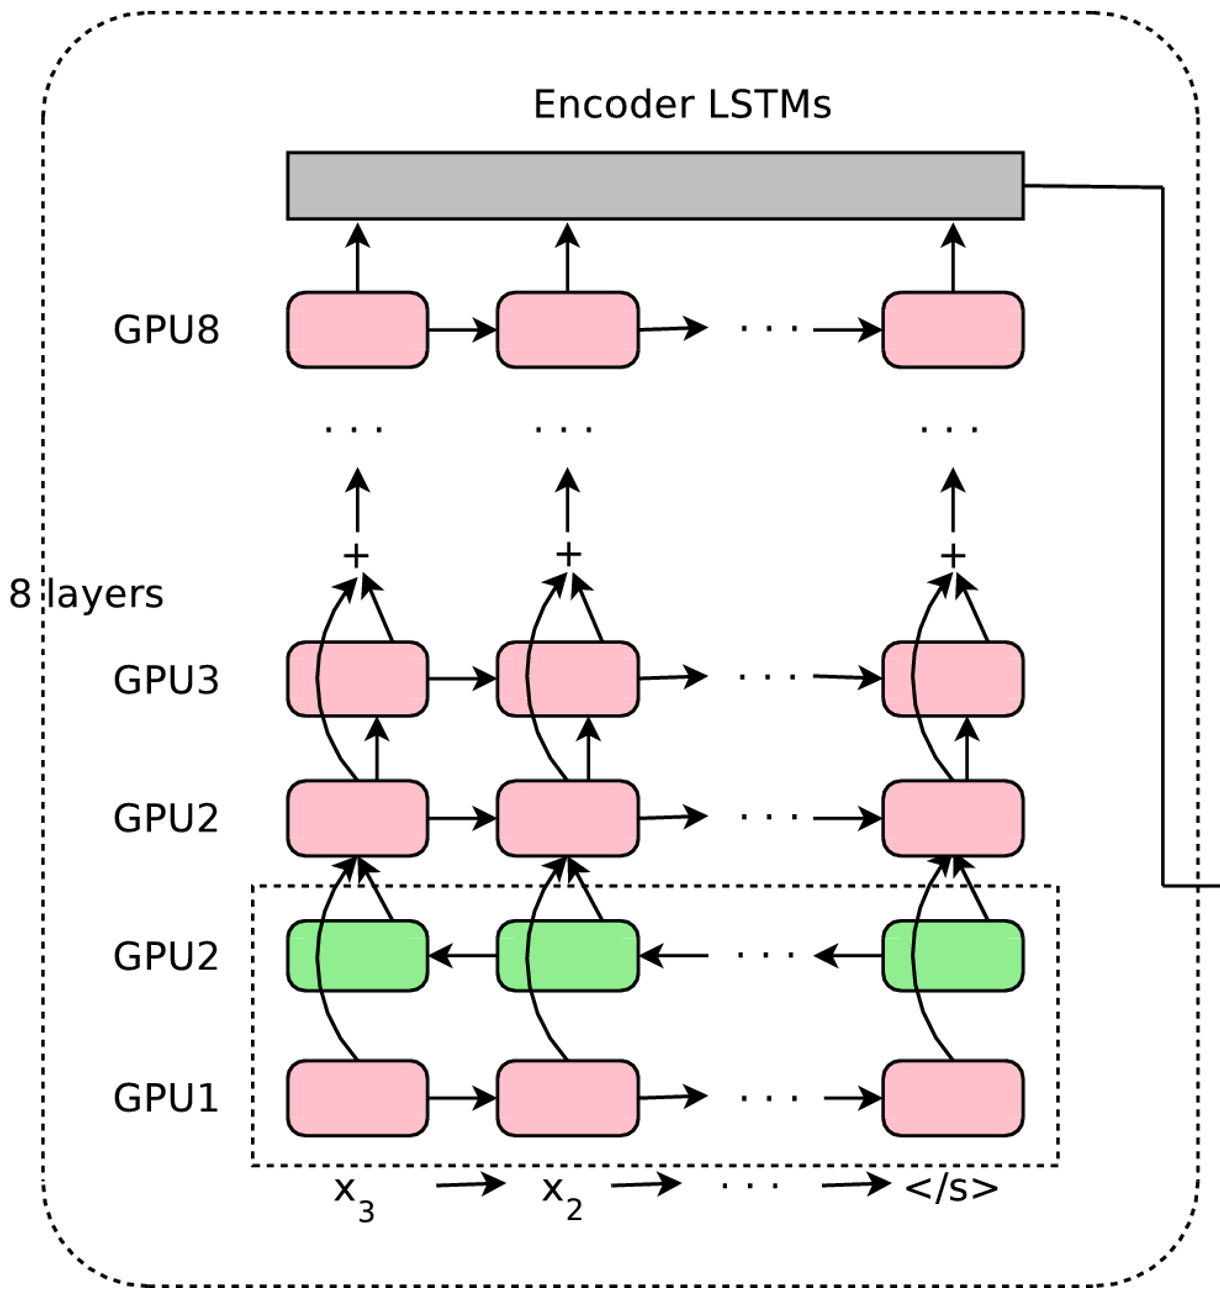 Encoder LSTMs
GPU8
. . .
. . . . . . . . .
+ + +
8 layers
GPU3 . . .
GPU2 . . .
GPU2 . . .
GPU1 . . .
x3 x2 . . . </s>